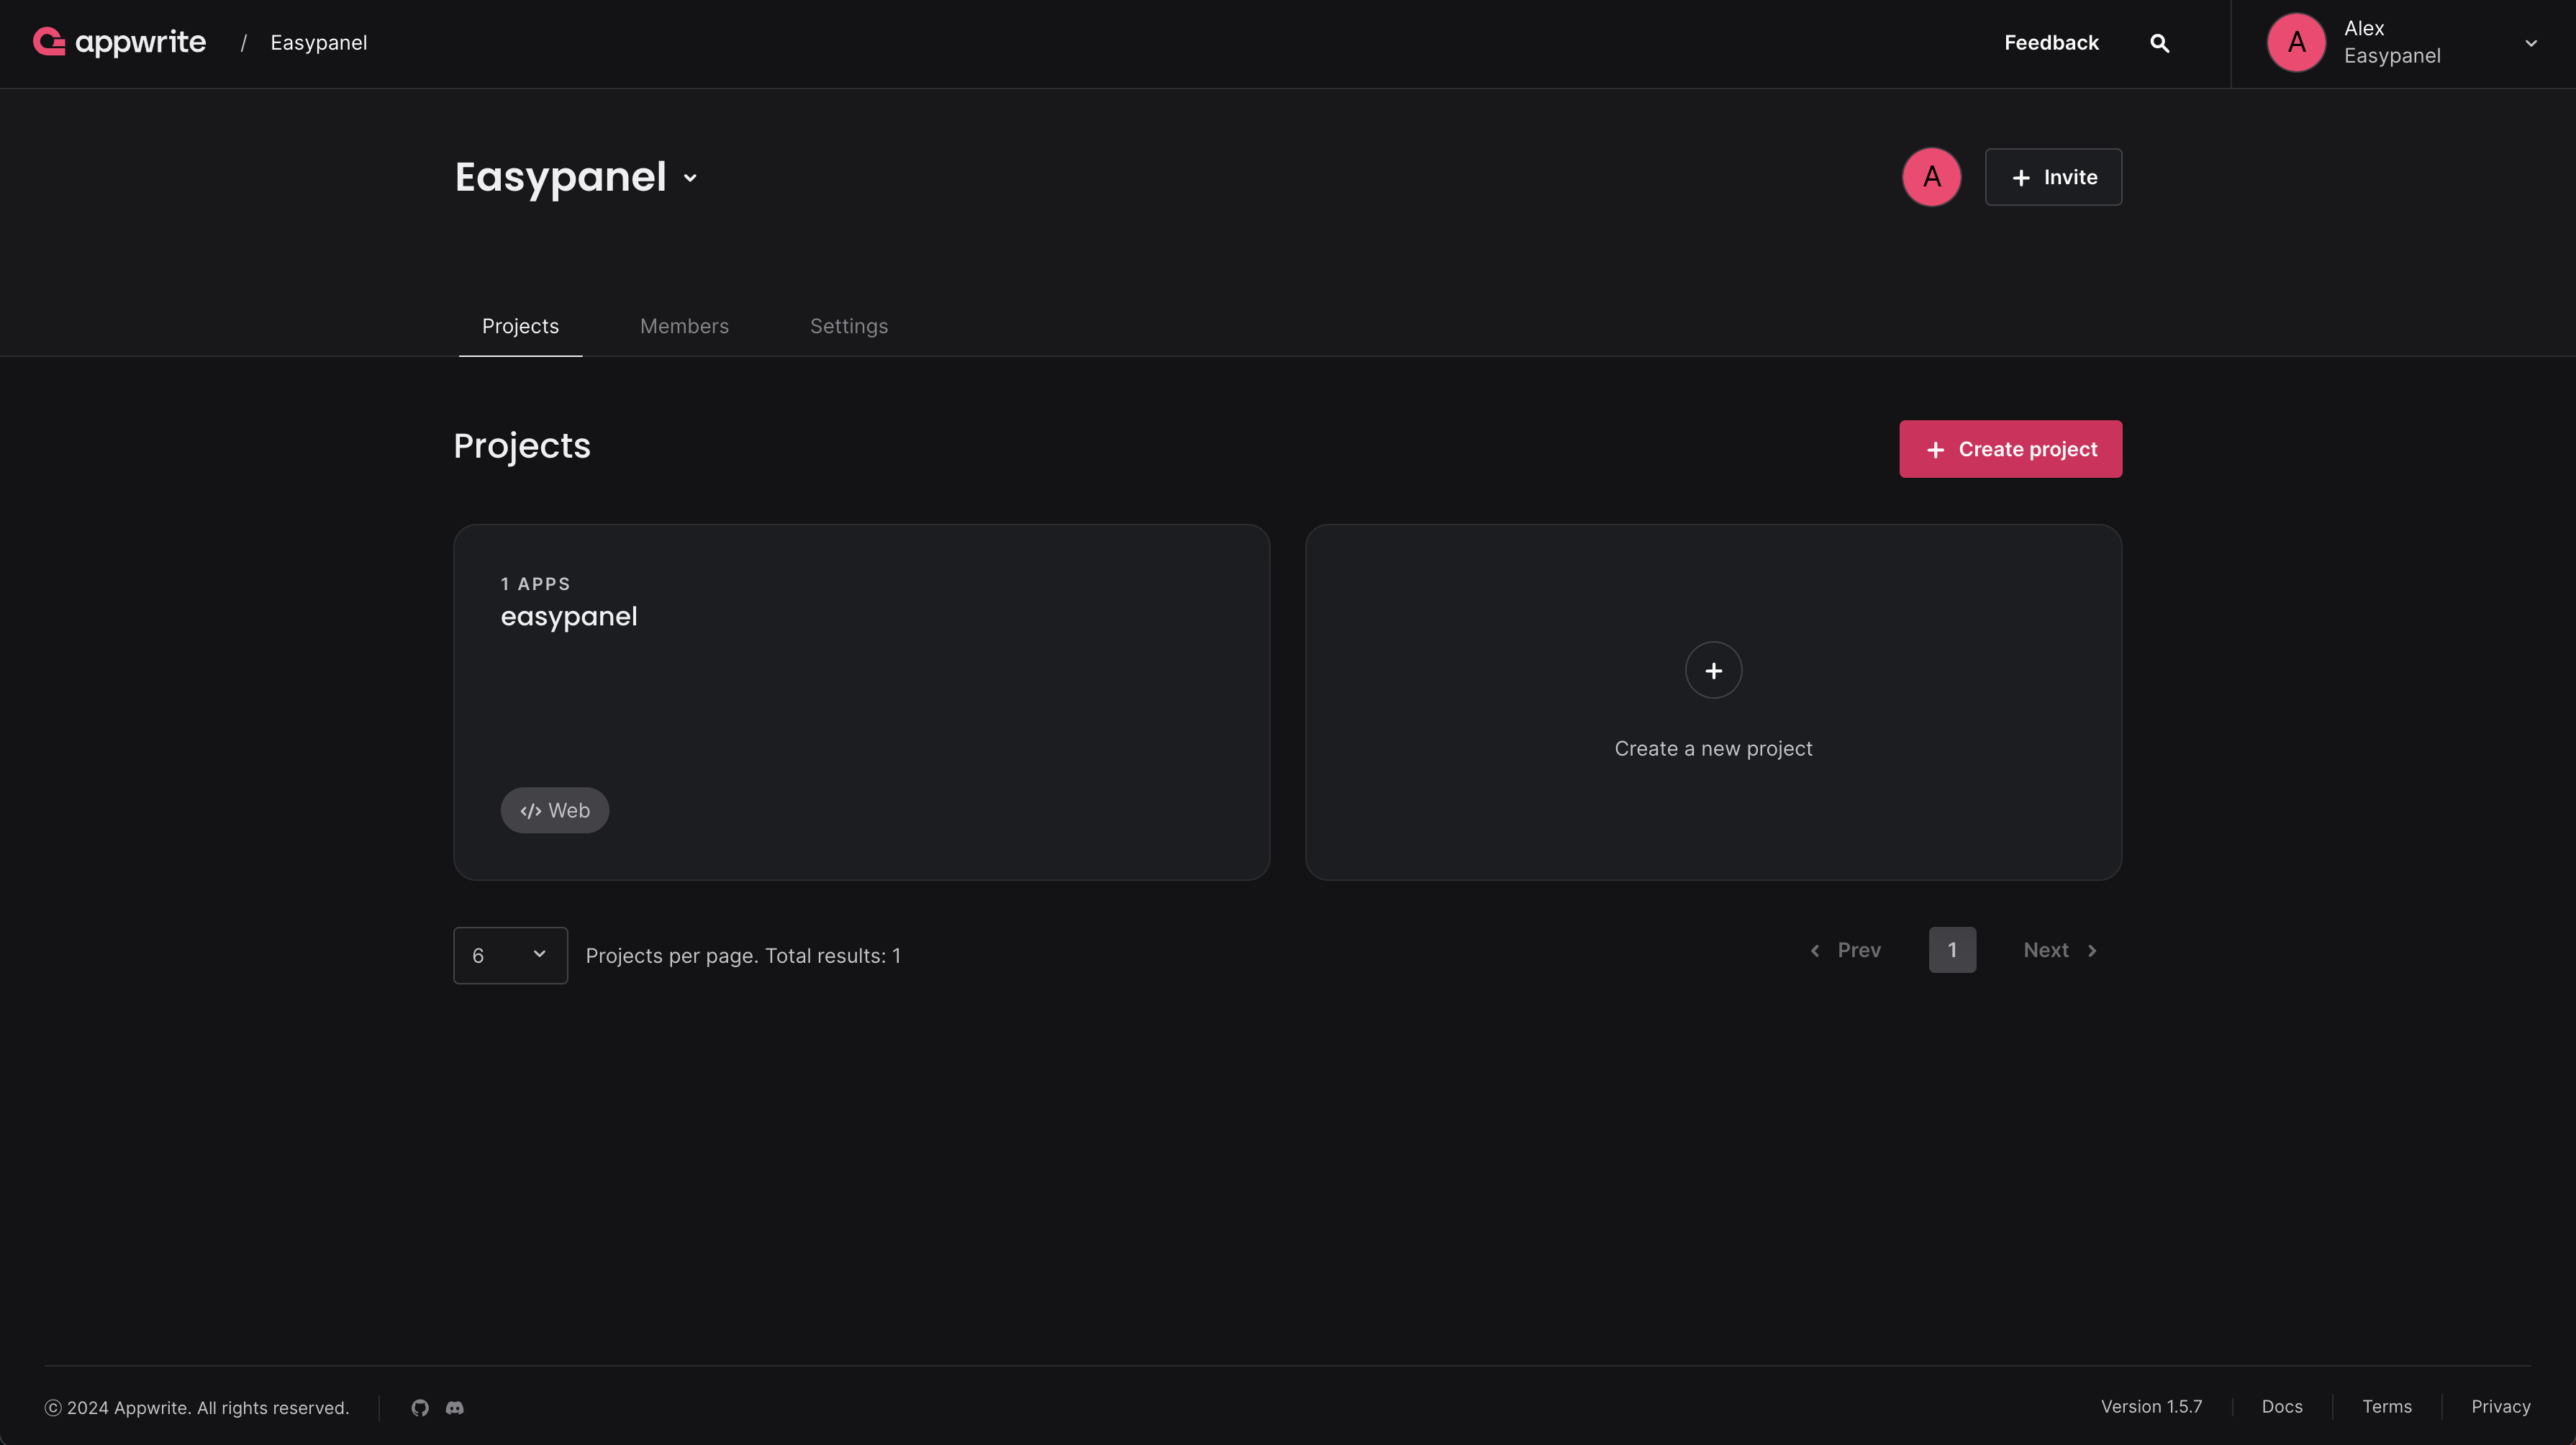 appwrite / Easypanel
Feedback
A
Alex
Easypanel
Easypanel
A
+ Invite
Projects
Members
Settings
Projects
+ Create project
1 APPS
easypanel
</> Web
+
Create a new project
6
Projects per page. Total results: 1
Prev
1
Next
© 2024 Appwrite. All rights reserved.
Version 1.5.7
Docs
Terms
Privacy